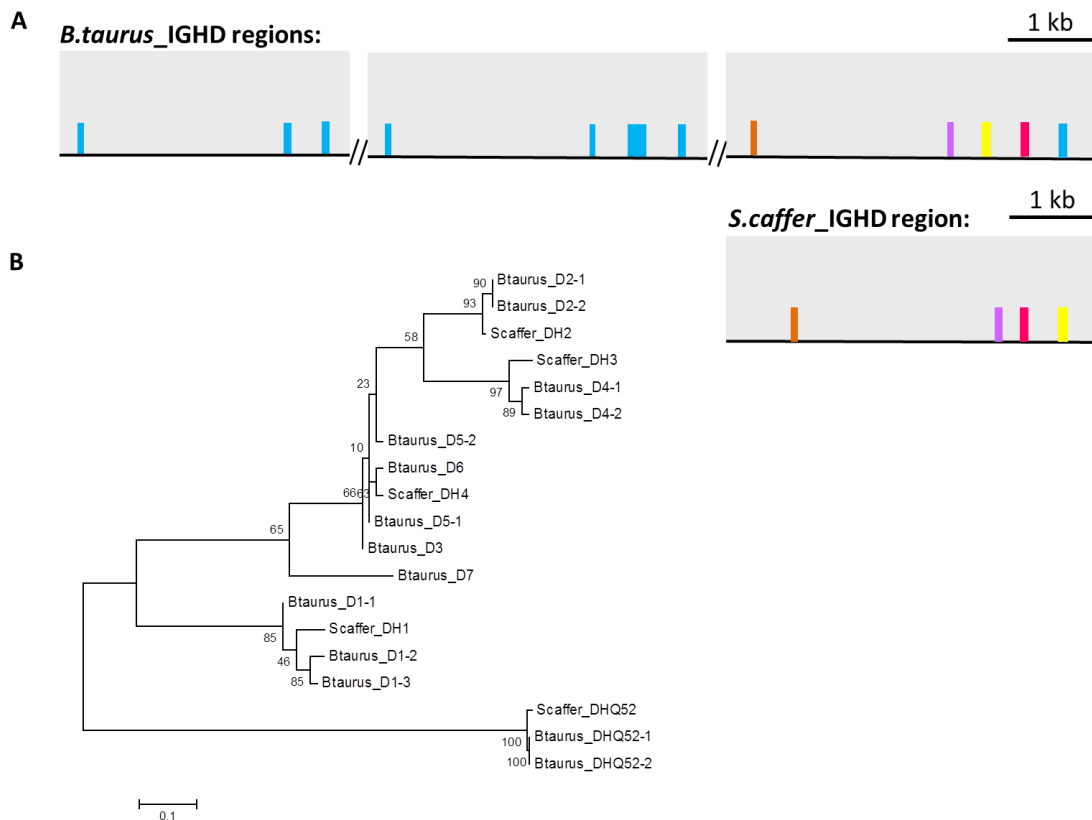 A
B.taurus_IGHD regions:
1 kb
//
//
1 kb
S.caffer_IGHD region:
B
90
Btaurus_D2-1
Btaurus_D2-2
93
Scaffer_DH2
58
Scaffer_DH3
97
Btaurus_D4-1
89
Btaurus_D4-2
23
Btaurus_D5-2
10
Btaurus_D6
6663
Scaffer_DH4
Btaurus_D5-1
65
Btaurus_D3
Btaurus_D7
Btaurus_D1-1
85
Scaffer_DH1
46
Btaurus_D1-2
85
Btaurus_D1-3
Scaffer_DHQ52
100
Btaurus_DHQ52-1
100
Btaurus_DHQ52-2
0.1